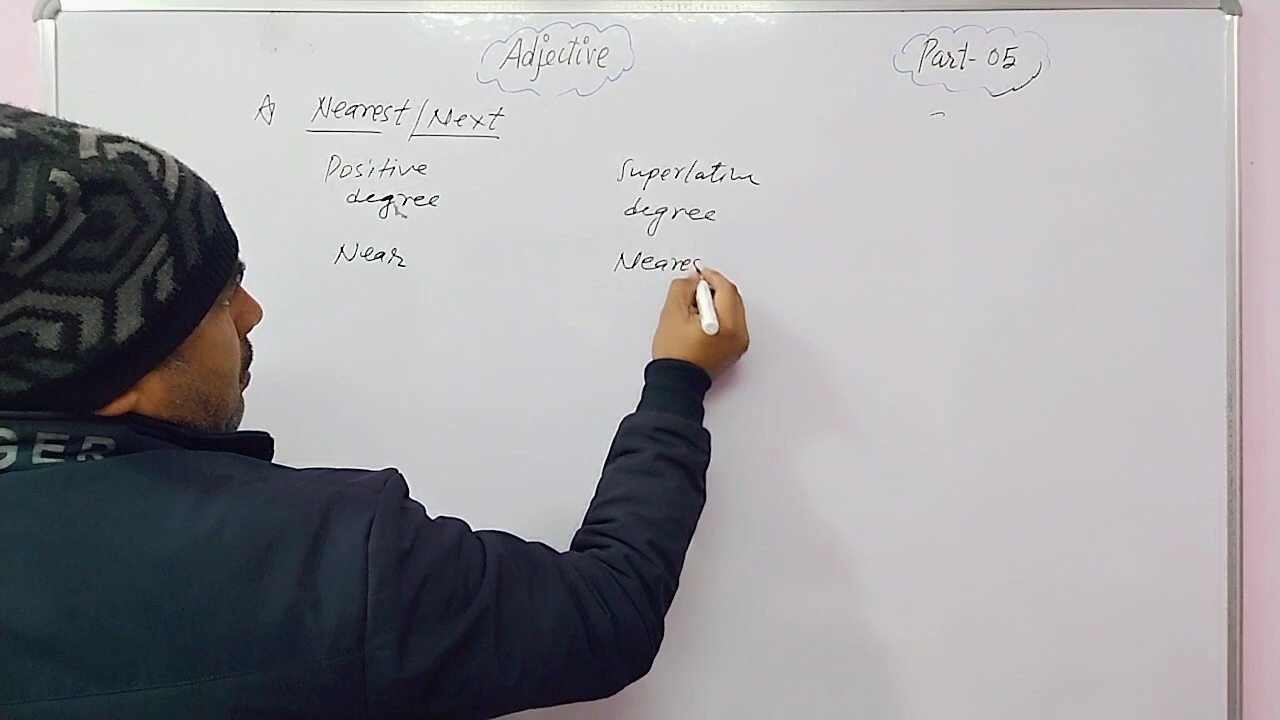 Adjective
Part- 05
A) Nearest/Next
Positive
degree
Superlative
degree
Near
Neares
GER